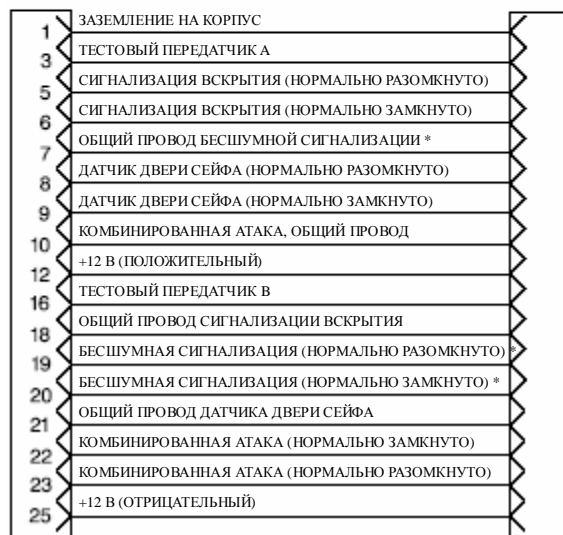 ЗАЗЕМЛЕНИЕ НА КОРПУС
1
ТЕСТОВЫЙ ПЕРЕДАТЧИК А
3
СИГНАЛИЗАЦИЯ ВСКРЫТИЯ (НОРМАЛЬНО РАЗОМКНУТО)
5
СИГНАЛИЗАЦИЯ ВСКРЫТИЯ (НОРМАЛЬНО ЗАМКНУТО)
6
ОБЩИЙ ПРОВОД БЕСШУМНОЙ СИГНАЛИЗАЦИИ *
7
ДАТЧИК ДВЕРИ СЕЙФА (НОРМАЛЬНО РАЗОМКНУТО)
8
ДАТЧИК ДВЕРИ СЕЙФА (НОРМАЛЬНО ЗАМКНУТО)
9
КОМБИНИРОВАННАЯ АТАКА, ОБЩИЙ ПРОВОД
10
+12 В (ПОЛОЖИТЕЛЬНЫЙ)
12
ТЕСТОВЫЙ ПЕРЕДАТЧИК В
16
ОБЩИЙ ПРОВОД СИГНАЛИЗАЦИИ ВСКРЫТИЯ
18
БЕСШУМНАЯ СИГНАЛИЗАЦИЯ (НОРМАЛЬНО РАЗОМКНУТО) *
19
БЕСШУМНАЯ СИГНАЛИЗАЦИЯ (НОРМАЛЬНО ЗАМКНУТО) *
20
ОБЩИЙ ПРОВОД ДАТЧИКА ДВЕРИ СЕЙФА
21
КОМБИНИРОВАННАЯ АТАКА (НОРМАЛЬНО ЗАМКНУТО)
22
КОМБИНИРОВАННАЯ АТАКА (НОРМАЛЬНО РАЗОМКНУТО)
23
+12 В (ОТРИЦАТЕЛЬНЫЙ)
25